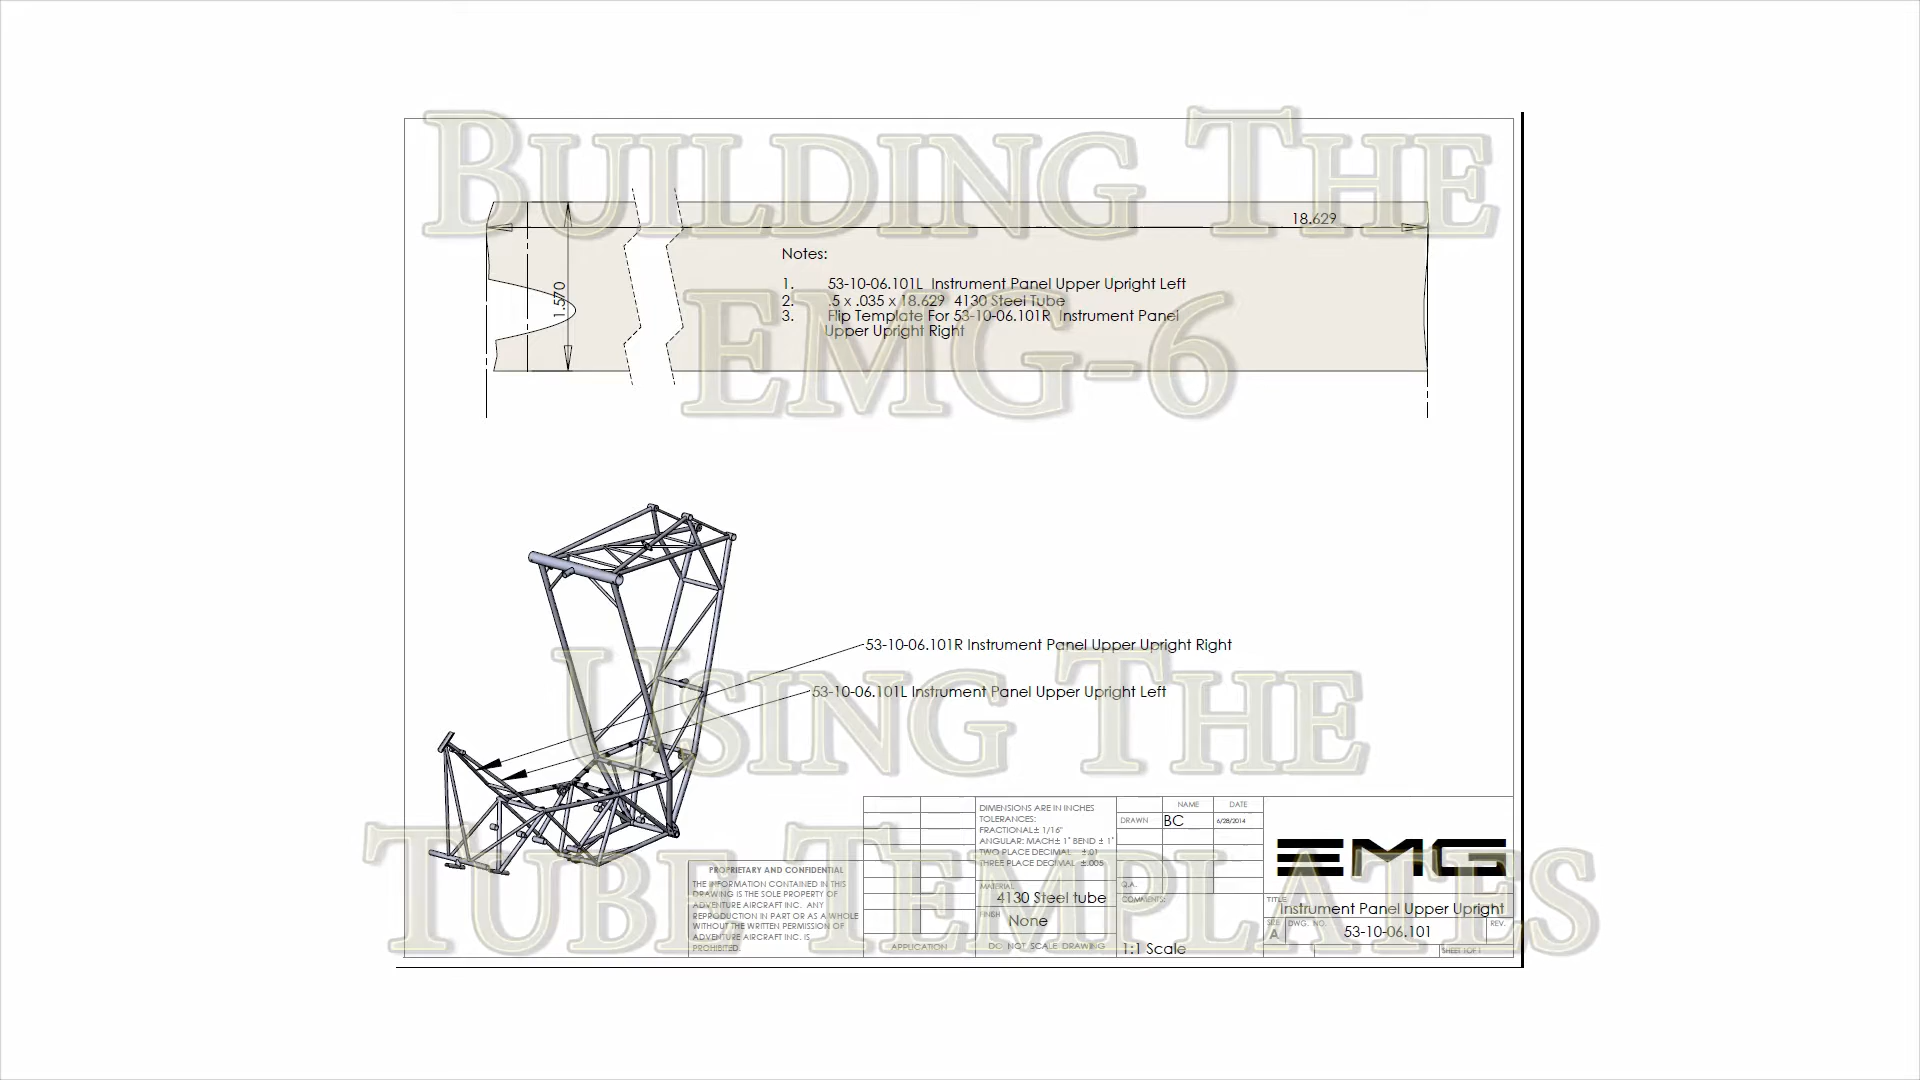 BUILDING THE
EMG-6
USING THE
TUBE TEMPLATES
18.629
1.570
Notes:
1. 53-10-06.101L Instrument Panel Upper Upright Left
2. .5 x .035 x 18.629 4130 Steel Tube
3. Flip Template For 53-10-06.101R Instrument Panel
Upper Upright Right
53-10-06.101R Instrument Panel Upper Upright Right
53-10-06.101L Instrument Panel Upper Upright Left
PROPRIETARY AND CONFIDENTIAL
THE INFORMATION CONTAINED IN THIS
DRAWING IS THE SOLE PROPERTY OF
ADVENTURE AIRCRAFT INC. ANY
REPRODUCTION IN PART OR AS A WHOLE
WITHOUT THE WRITTEN PERMISSION OF
ADVENTURE AIRCRAFT INC. IS
PROHIBITED.
APPLICATION
DIMENSIONS ARE IN INCHES
TOLERANCES:
FRACTIONAL± 1/16"
ANGULAR: MACH± 1° BEND ± 1°
TWO PLACE DECIMAL ±.01
THREE PLACE DECIMAL ±.005
MATERIAL
4130 Steel tube
FINISH
None
DO NOT SCALE DRAWING
NAME DATE
DRAWN BC 6/28/2014
Q.A.
COMMENTS:
1:1 Scale
EMG
TITLE
Instrument Panel Upper Upright
SIZE DWG. NO. REV.
A 53-10-06.101
SHEET 1 OF 1